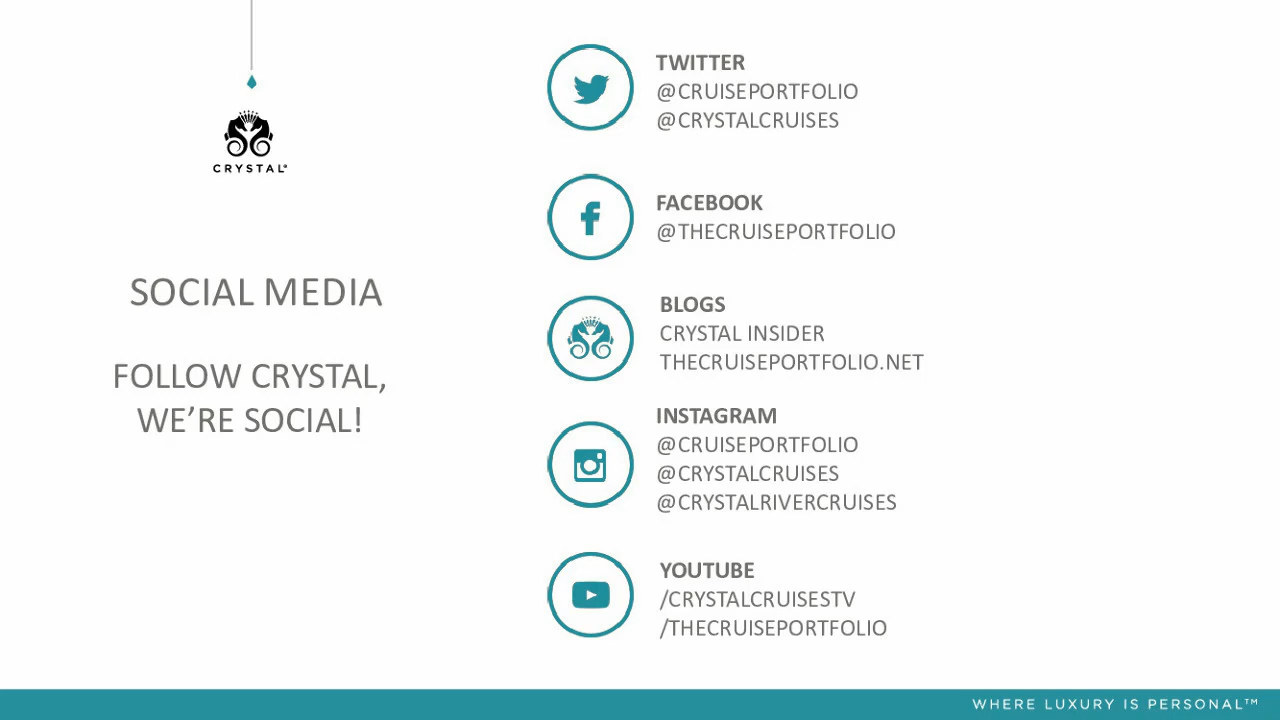 CRYSTAL®
SOCIAL MEDIA
FOLLOW CRYSTAL,
WE’RE SOCIAL!
TWITTER
@CRUISEPORTFOLIO
@CRYSTALCRUISES
FACEBOOK
@THECRUISEPORTFOLIO
BLOGS
CRYSTAL INSIDER
THECRUISEPORTFOLIO.NET
INSTAGRAM
@CRUISEPORTFOLIO
@CRYSTALCRUISES
@CRYSTALRIVERCRUISES
YOUTUBE
/CRYSTALCRUISESTV
/THECRUISEPORTFOLIO
WHERE LUXURY IS PERSONAL™